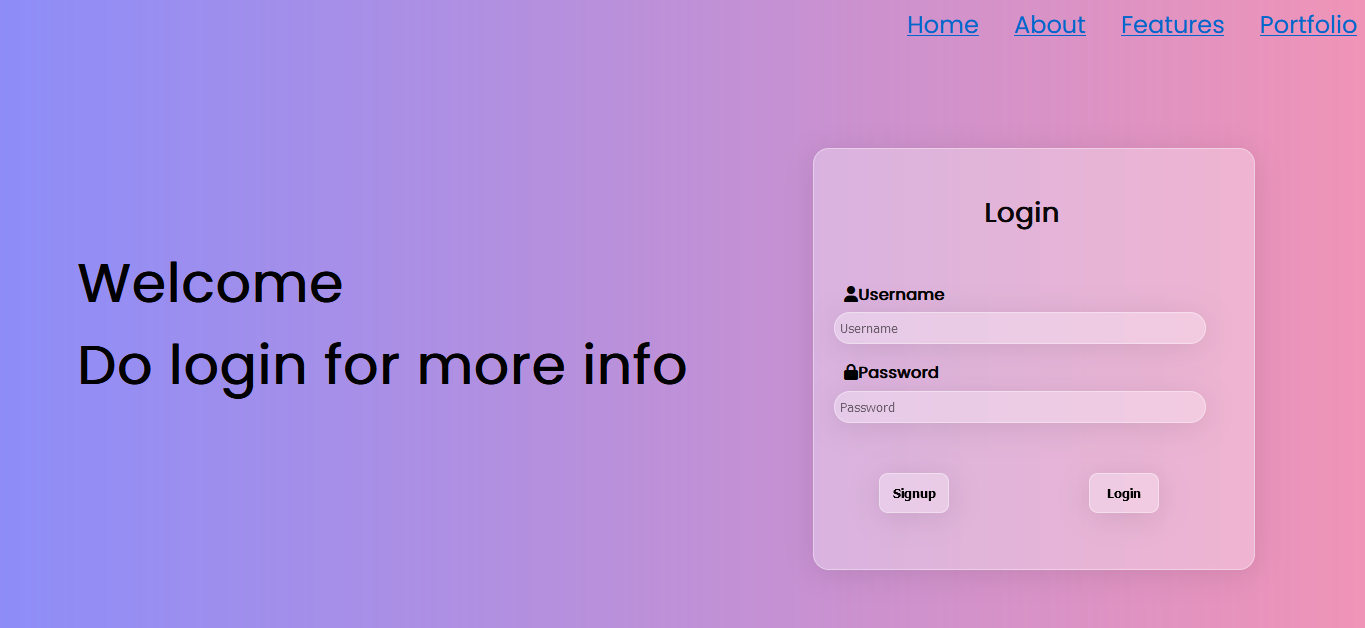 Home About Features Portfolio
Welcome
Do login for more info
Login
Username
Username
Password
Password
Signup Login